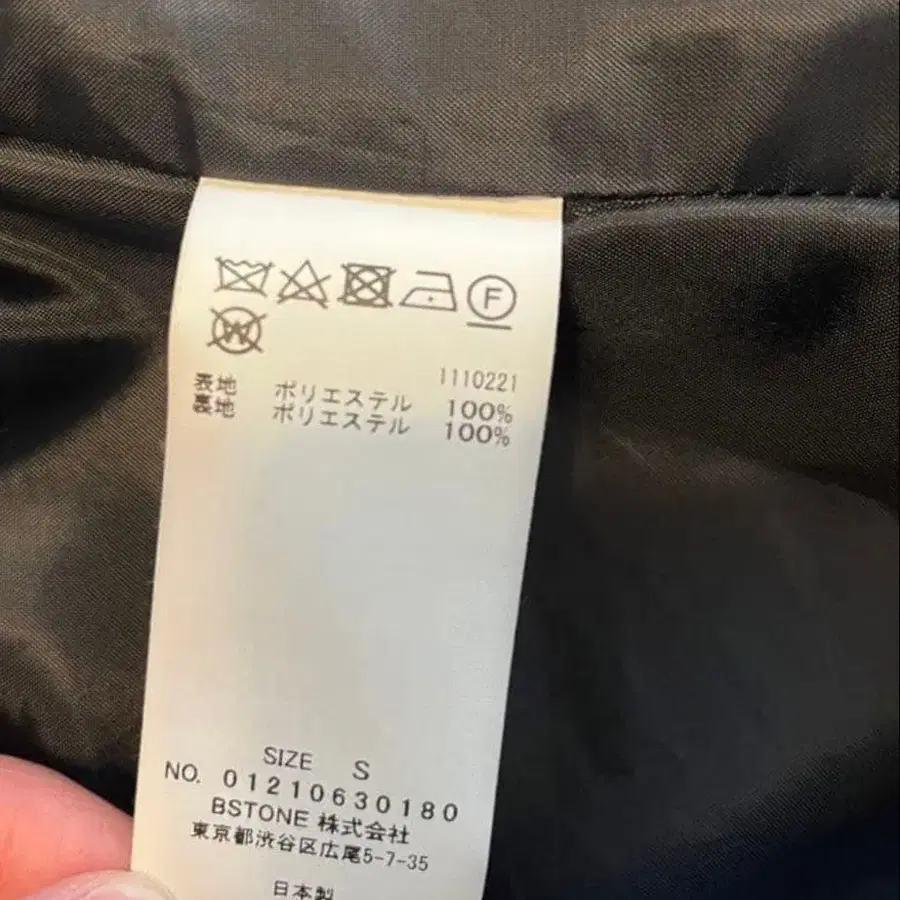 F
W
1110221
表地 ポリエステル 100%
裏地 ポリエステル 100%
SIZE S
NO. 01210630180
BSTONE 株式会社
東京都渋谷区広尾5-7-35
日本製